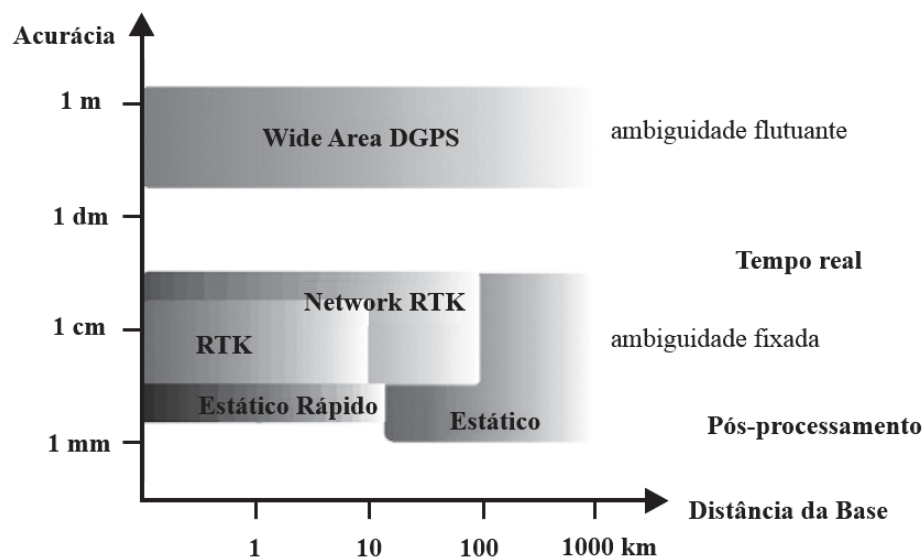 Acurácia
1 m
Wide Area DGPS
ambiguidade flutuante
1 dm
Tempo real
Network RTK
1 cm
RTK
ambiguidade fixada
Estático Rápido
Estático
Pós-processamento
1 mm
Distância da Base
1 10 100 1000 km